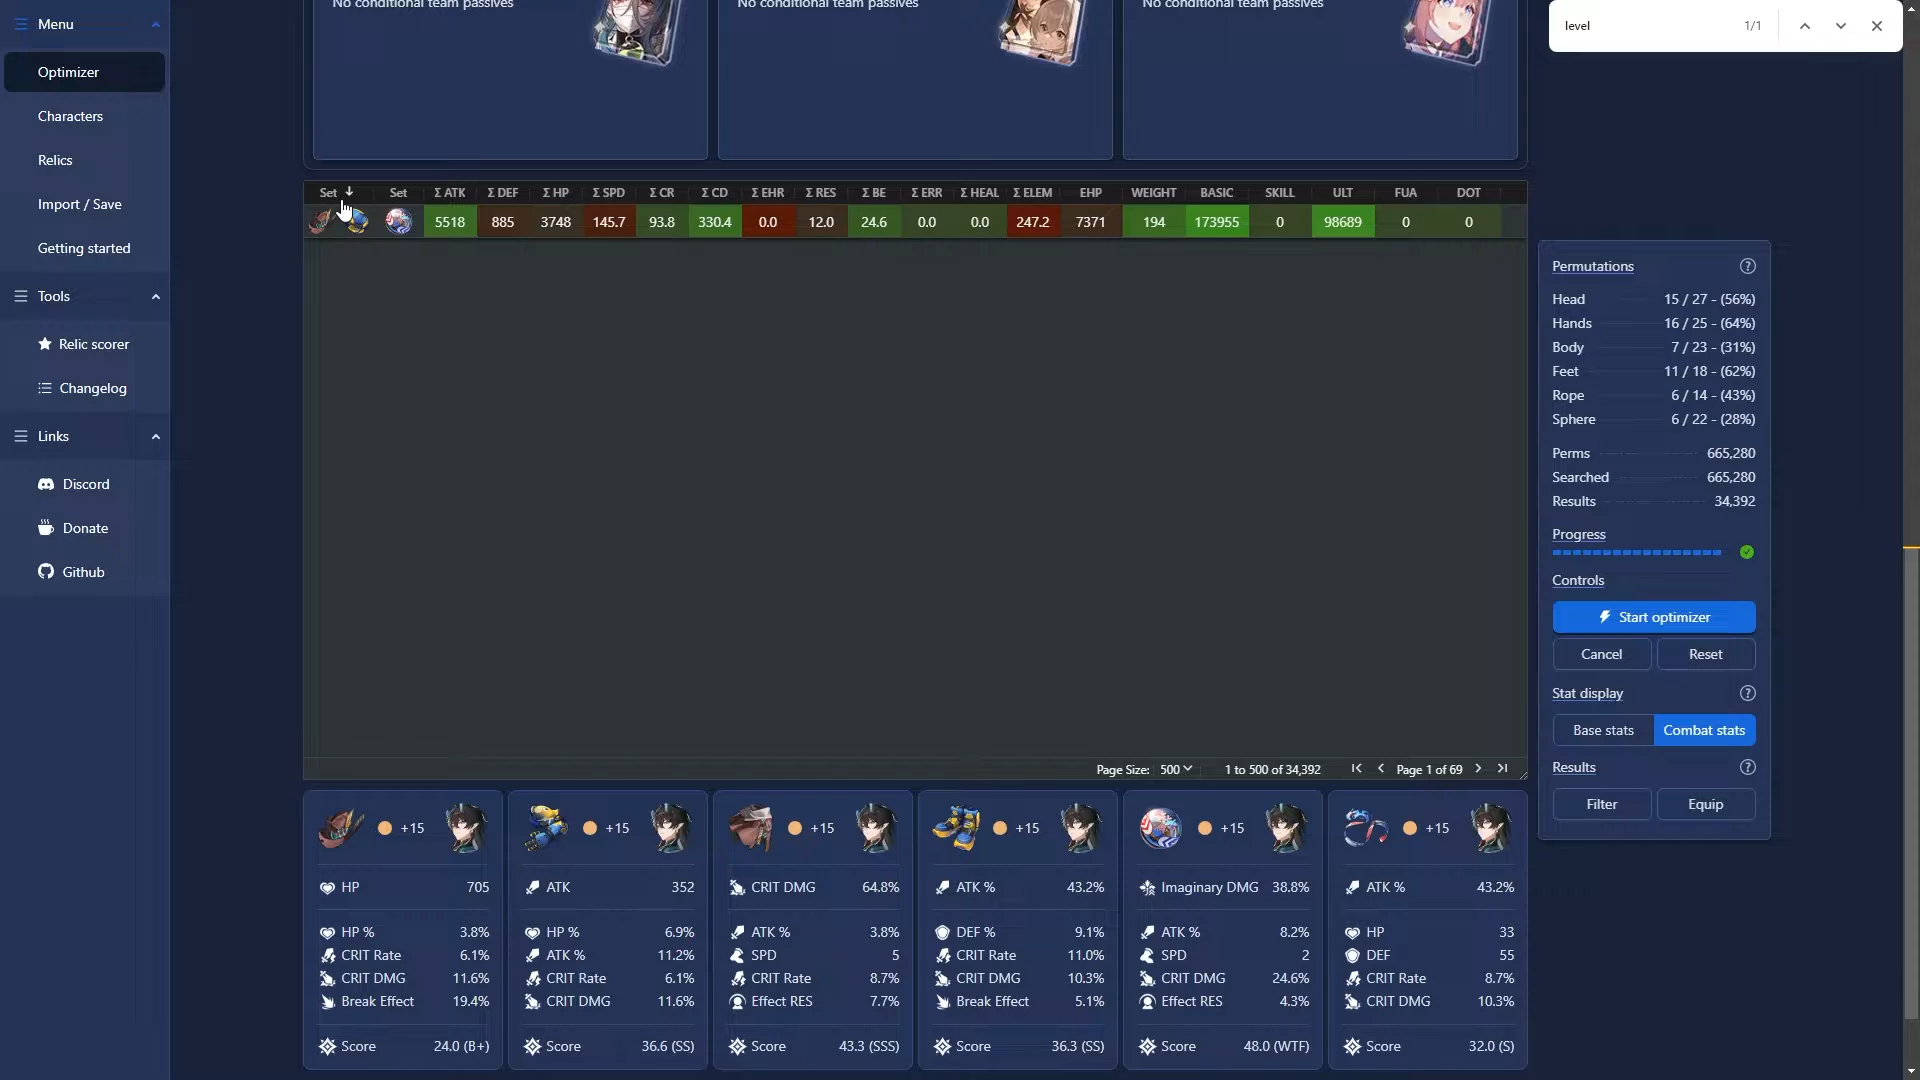 Menu
Optimizer
Characters
Relics
Import / Save
Getting started
Tools
Relic scorer
Changelog
Links
Discord
Donate
Github
No conditional team passives
No conditional team passives
No conditional team passives
level 1/1
Set Set Σ ATK Σ DEF Σ HP Σ SPD Σ CR Σ CD Σ EHR Σ RES Σ BE Σ ERR Σ HEAL Σ ELEM EHP WEIGHT BASIC SKILL ULT FUA DOT
5518 885 3748 145.7 93.8 330.4 0.0 12.0 24.6 0.0 0.0 247.2 7371 194 173955 0 98689 0 0
Page Size: 500 1 to 500 of 34,392 Page 1 of 69
Permutations
Head 15 / 27 - (56%)
Hands 16 / 25 - (64%)
Body 7 / 23 - (31%)
Feet 11 / 18 - (62%)
Rope 6 / 14 - (43%)
Sphere 6 / 22 - (28%)
Perms 665,280
Searched 665,280
Results 34,392
Progress
Controls
Start optimizer
Cancel Reset
Stat display
Base stats Combat stats
Results
Filter Equip
+15
HP 705
HP % 3.8%
CRIT Rate 6.1%
CRIT DMG 11.6%
Break Effect 19.4%
Score 24.0 (B+)
+15
ATK 352
HP % 6.9%
ATK % 11.2%
CRIT Rate 6.1%
CRIT DMG 11.6%
Score 36.6 (SS)
+15
CRIT DMG 64.8%
ATK % 3.8%
SPD 5
CRIT Rate 8.7%
Effect RES 7.7%
Score 43.3 (SSS)
+15
ATK % 43.2%
DEF % 9.1%
CRIT Rate 11.0%
CRIT DMG 10.3%
Break Effect 5.1%
Score 36.3 (SS)
+15
Imaginary DMG 38.8%
ATK % 8.2%
SPD 2
CRIT DMG 24.6%
Effect RES 4.3%
Score 48.0 (WTF)
+15
ATK % 43.2%
HP 33
DEF 55
CRIT Rate 8.7%
CRIT DMG 10.3%
Score 32.0 (S)